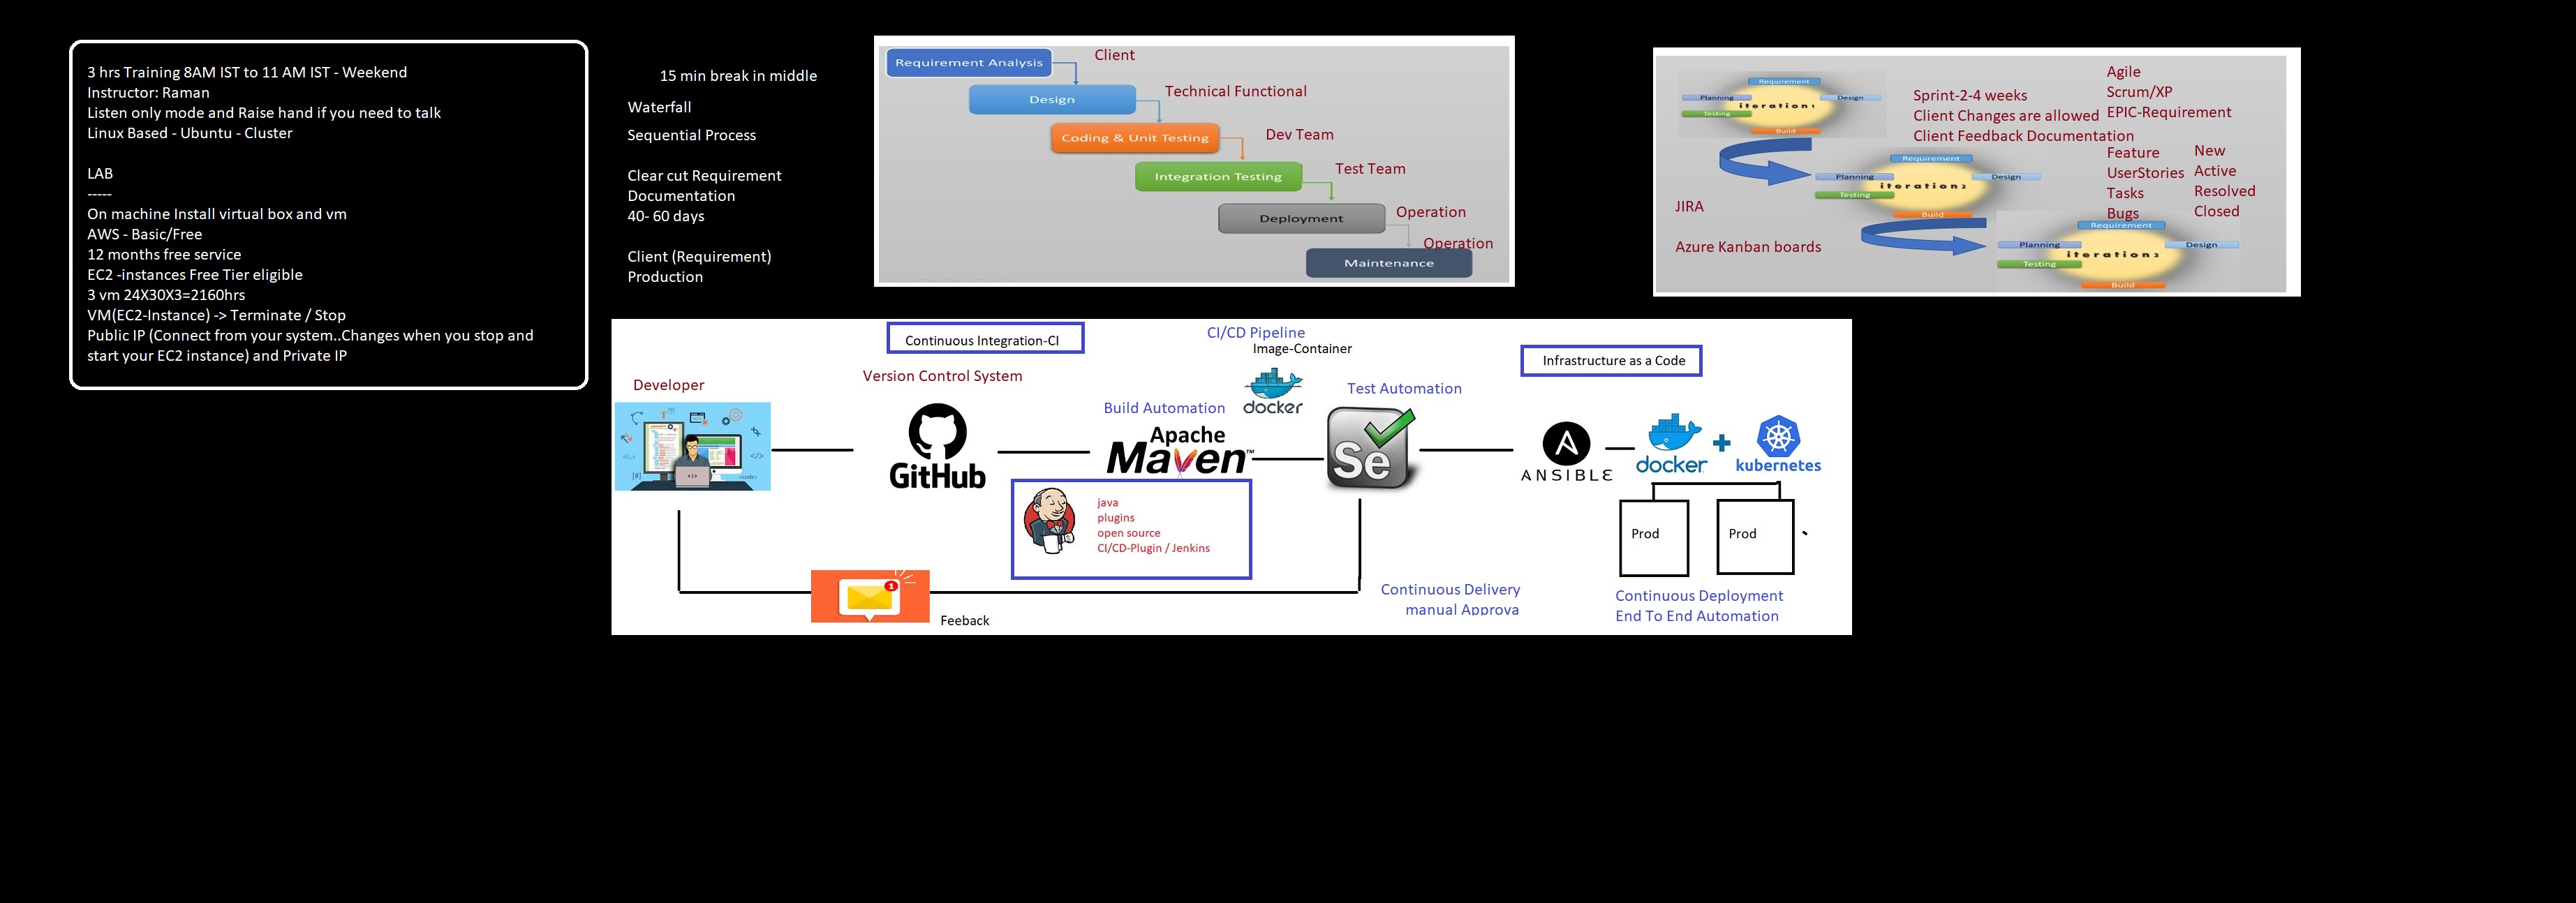 3 hrs Training 8AM IST to 11 AM IST - Weekend
Instructor: Raman
Listen only mode and Raise hand if you need to talk
Linux Based - Ubuntu - Cluster
LAB
-----
On machine Install virtual box and vm
AWS - Basic/Free
12 months free service
EC2 -instances Free Tier eligible
3 vm 24X30X3=2160hrs
VM(EC2-Instance) -> Terminate / Stop
Public IP (Connect from your system..Changes when you stop and
start your EC2 instance) and Private IP
15 min break in middle
Waterfall
Sequential Process
Clear cut Requirement
Documentation
40- 60 days
Client (Requirement)
Production
Requirement Analysis
Client
Design
Technical Functional
Coding & Unit Testing
Dev Team
Integration Testing
Test Team
Deployment
Operation
Operation
Maintenance
Requirement
Planning
Design
iteration1
Testing
Build
Sprint-2-4 weeks
Client Changes are allowed
Client Feedback Documentation
Agile
Scrum/XP
EPIC-Requirement
Feature
UserStories
Tasks
Bugs
New
Active
Resolved
Closed
Requirement
Planning
Design
iteration2
Testing
Build
JIRA
Azure Kanban boards
Requirement
Planning
Design
iteration3
Testing
Build
Continuous Integration-CI
CI/CD Pipeline
Image-Container
Infrastructure as a Code
Developer
Version Control System
Build Automation
docker
Test Automation
GitHub
Apache
Maven™
Se
ANSIBLE
docker
+
kubernetes
java
plugins
open source
CI/CD-Plugin / Jenkins
Prod
Prod
1
Feeback
Continuous Delivery
manual Approva
Continuous Deployment
End To End Automation